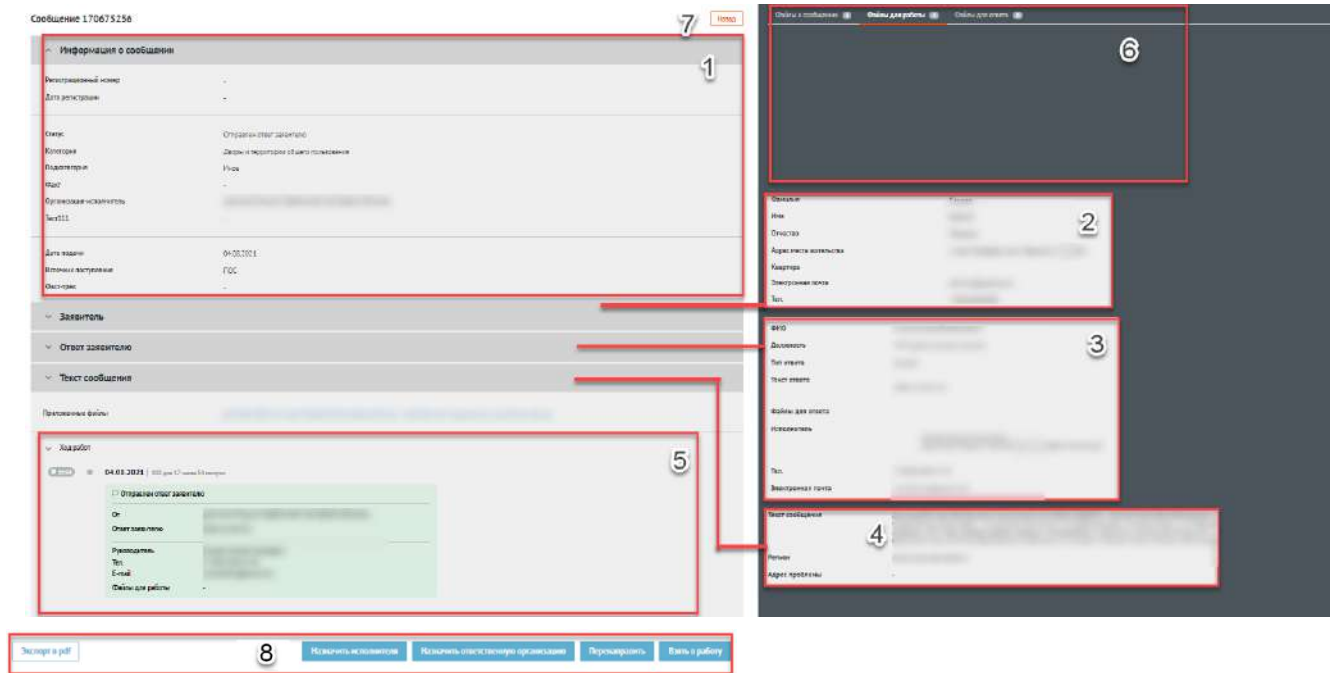 Сообщение 170675256
7
Назад
Информация о сообщении
1
Регистрационный номер
-
Дата регистрации
-
Статус
Отправлен ответ заявителю
Категория
Дворы и территории общего пользования
Подкатегория
Иное
Факт
-
Организация-исполнитель
Тест111
Дата подачи
04.03.2021
Источник поступления
ПОС
Фаст-трек
-
Заявитель
Ответ заявителю
Текст сообщения
Приложенные файлы
Ход работ
5
04.03.2021
Отправлен ответ заявителю
От
Ответ заявителю
Руководитель
Тел.
E-mail
Файлы для работы
-
Экспорт в pdf
8
Назначить исполнителя
Назначить ответственную организацию
Перенаправить
Взять в работу
Файлы к сообщению
Файлы для работы
Файлы для ответа
6
Фамилия
2
Имя
Отчество
Адрес места жительства
Квартира
Электронная почта
Тел.
ФИО
3
Должность
Тип ответа
Текст ответа
Файлы для ответа
Исполнитель
Тел.
Электронная почта
Текст сообщения
4
Регион
Адрес проблемы
-